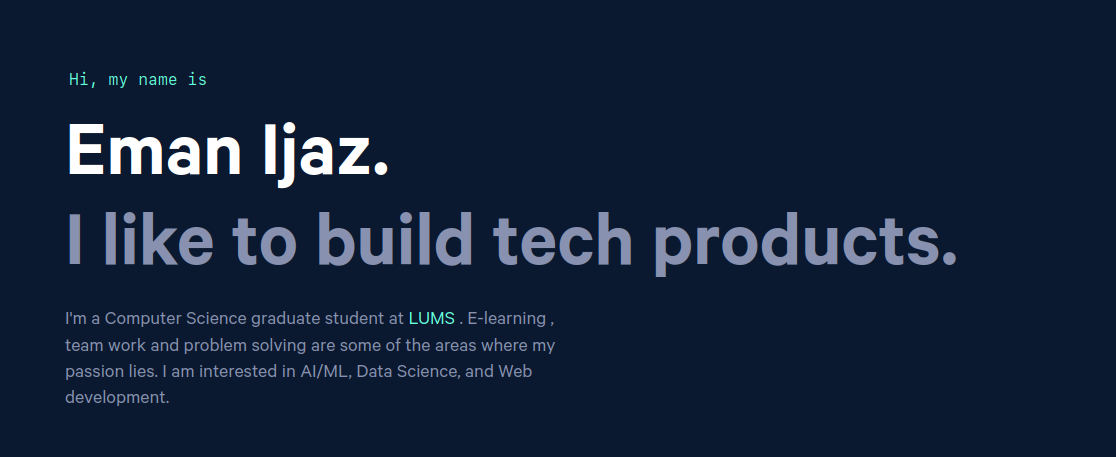 Hi, my name is
Eman Ijaz.
I like to build tech products.
I'm a Computer Science graduate student at LUMS . E-learning ,
team work and problem solving are some of the areas where my
passion lies. I am interested in AI/ML, Data Science, and Web
development.